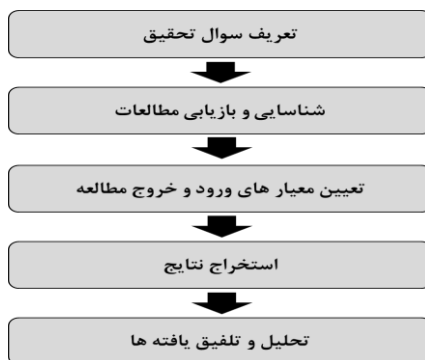 تعریف سوال تحقیق
شناسایی و بازیابی مطالعات
تعیین معیار های ورود و خروج مطالعه
استخراج نتایج
تحلیل و تلفیق یافته ها